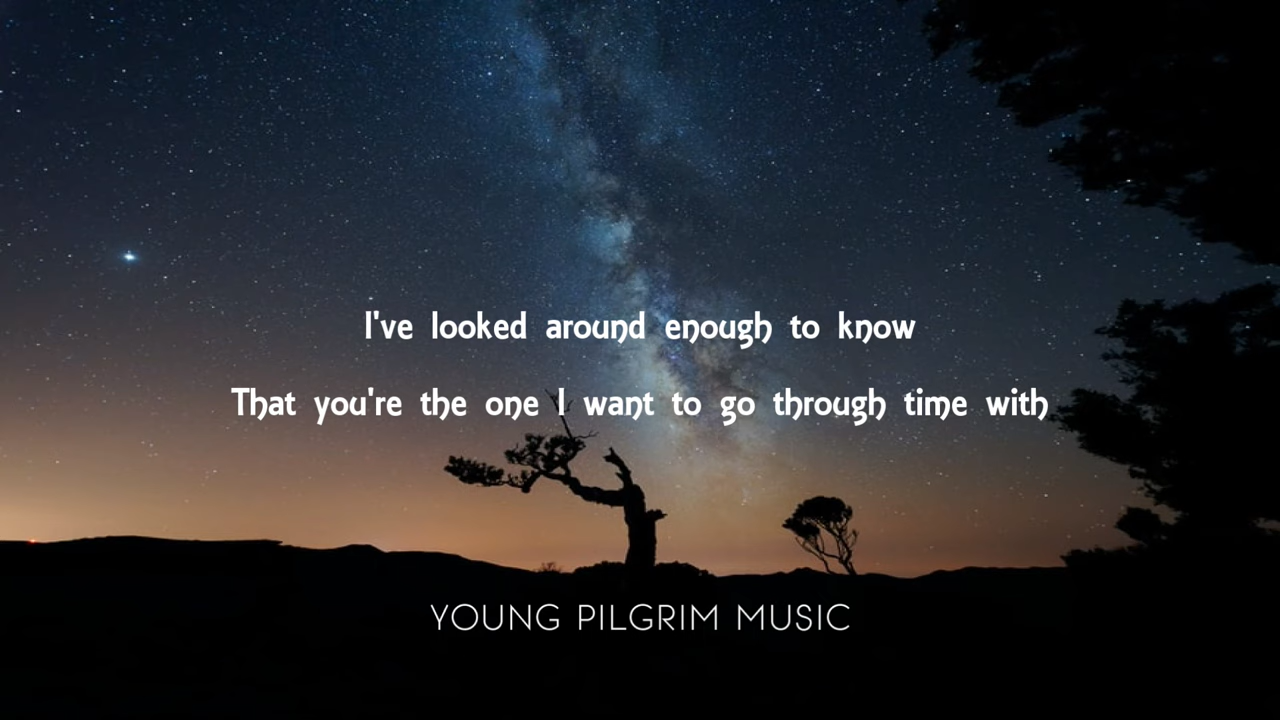 I've looked around enough to know
That you're the one I want to go through time with
YOUNG PILGRIM MUSIC